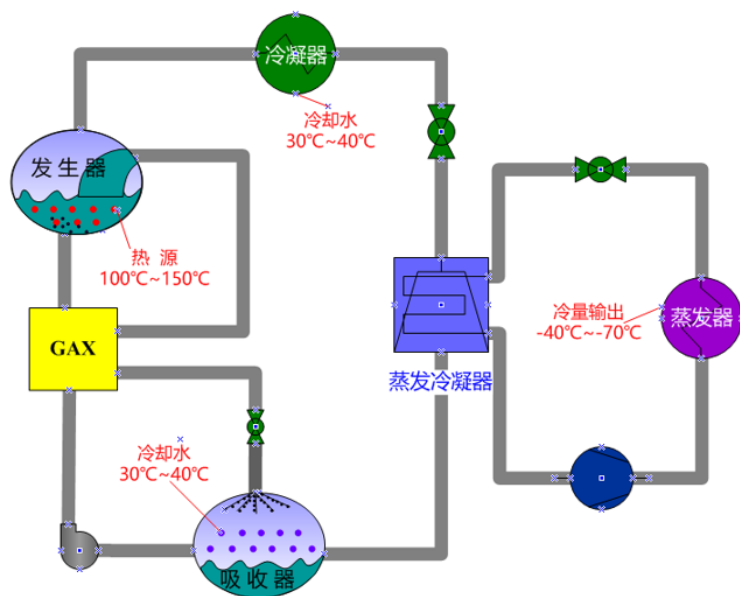 冷凝器
冷却水
30℃~40℃
发生器
热 源
100℃~150℃
冷量输出
-40℃~-70℃
蒸发器
GAX
蒸发冷凝器
冷却水
30℃~40℃
吸收器